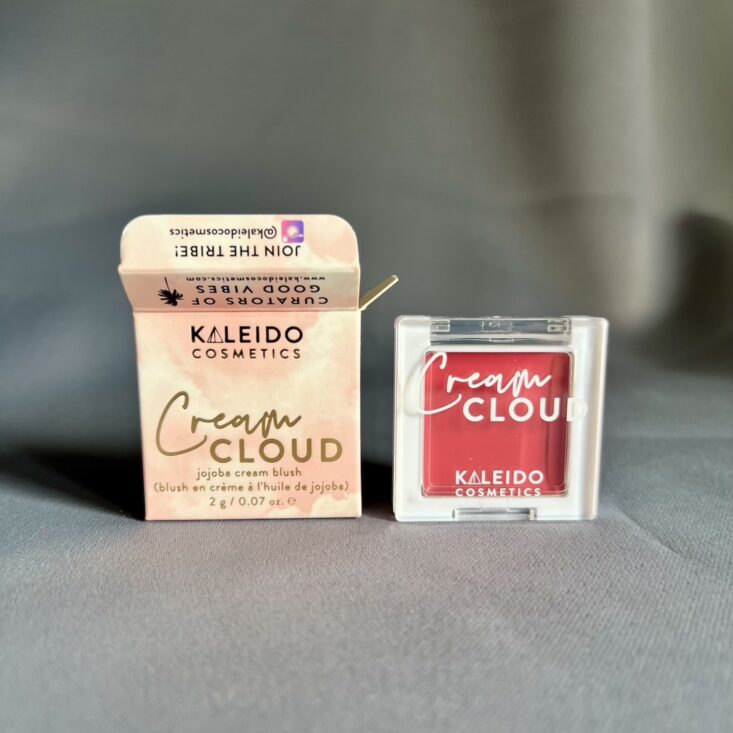 @kaleidocosmetics
JOIN THE TRIBE!
www.kaleidocosmetics.com
CURATORS OF
GOOD VIBES
KALEIDO
COSMETICS
Cream
CLOUD
jojoba cream blush
(blush en crème à l'huile de jojoba)
2 g / 0.07 oz. ℮
Cream
CLOUD
KALEIDO
COSMETICS